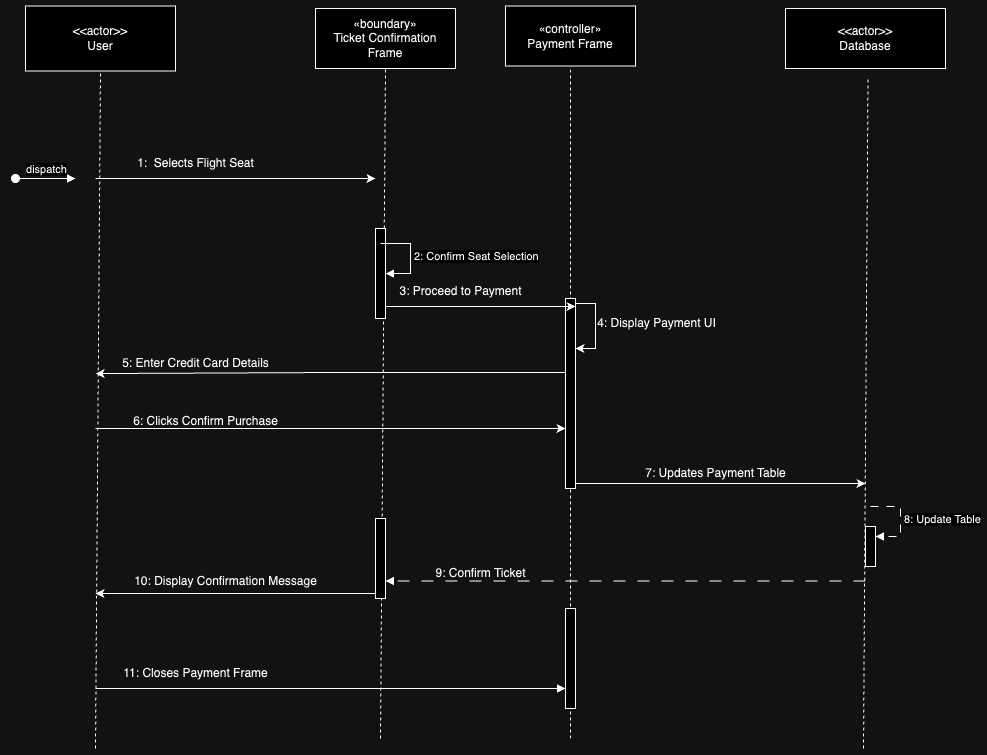 <<actor>>
User
«boundary»
Ticket Confirmation
Frame
«controller»
Payment Frame
<<actor>>
Database
dispatch
1:  Selects Flight Seat
2: Confirm Seat Selection
3: Proceed to Payment
4: Display Payment UI
5: Enter Credit Card Details
6: Clicks Confirm Purchase
7: Updates Payment Table
8: Update Table
9: Confirm Ticket
10: Display Confirmation Message
11: Closes Payment Frame